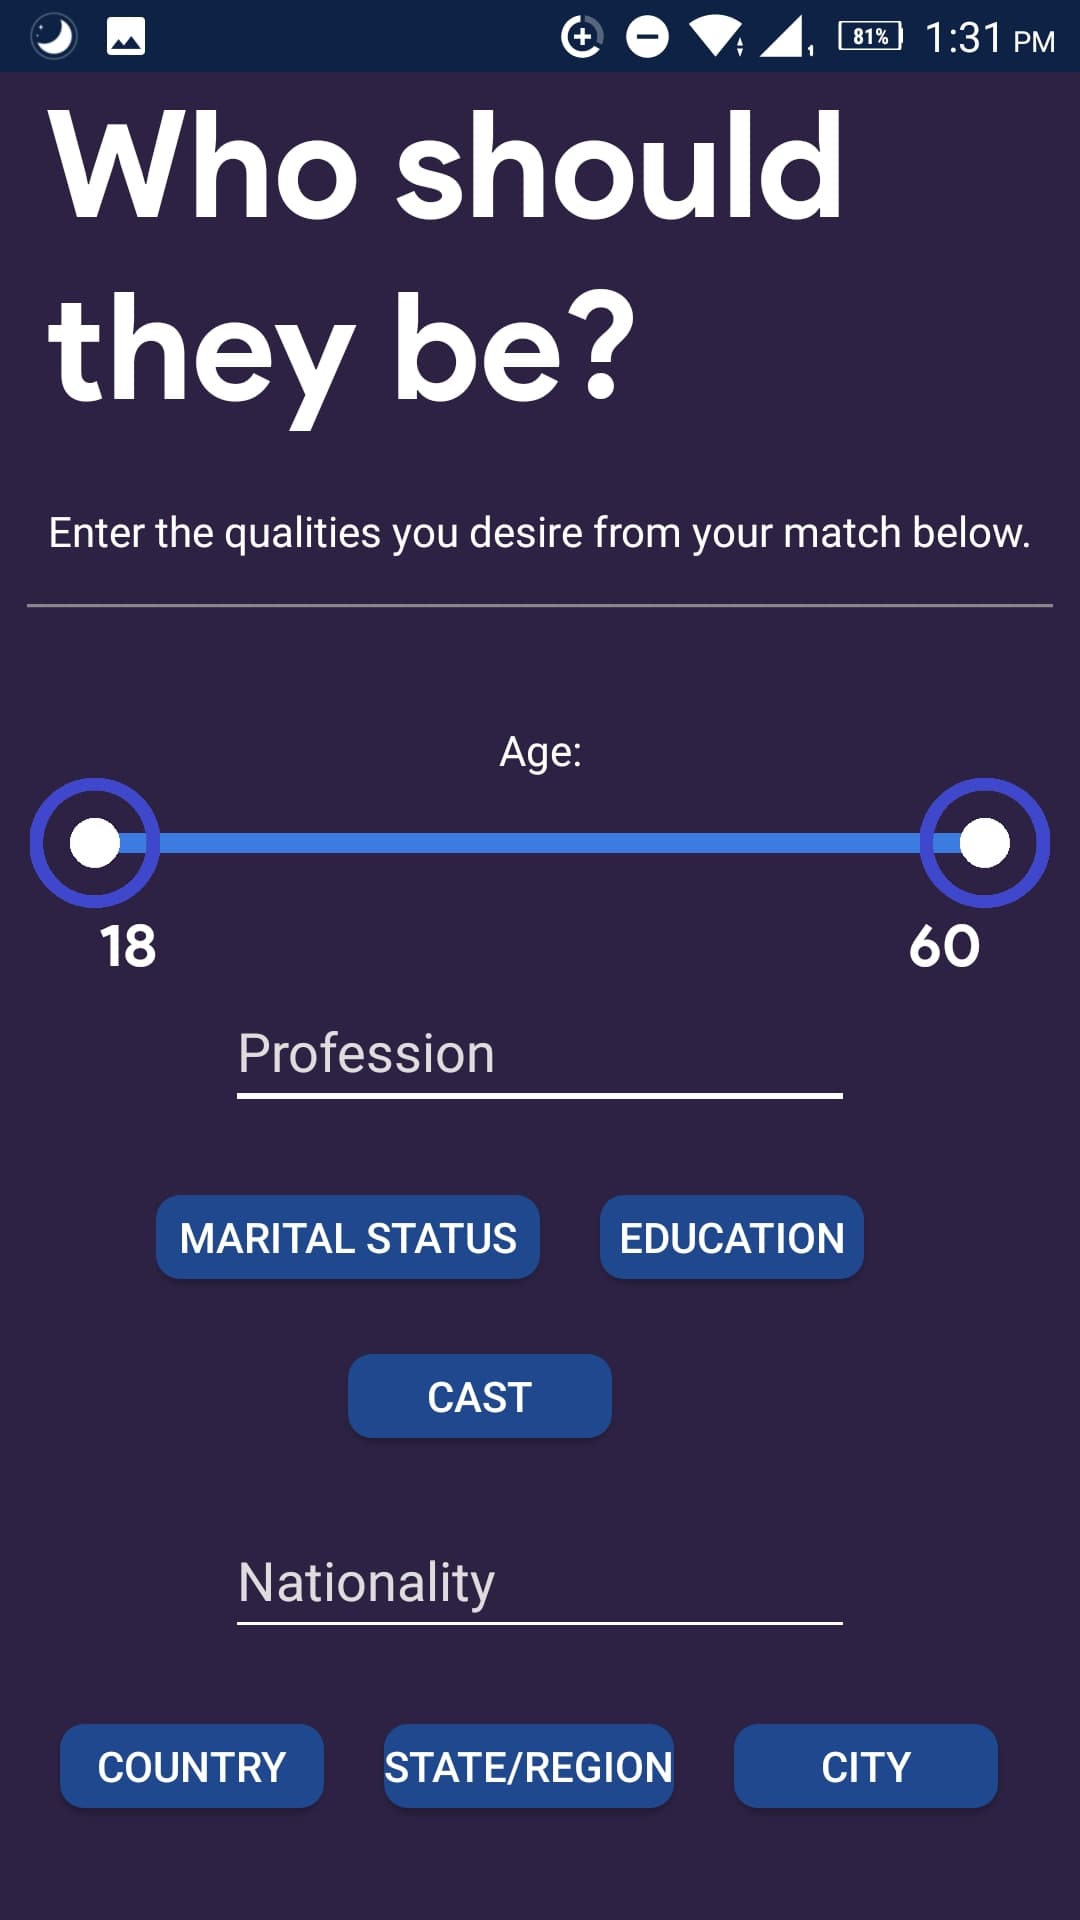 81% 1:31 PM
Who should
they be?
Enter the qualities you desire from your match below.
Age:
18 60
Profession
MARITAL STATUS EDUCATION
CAST
Nationality
COUNTRY STATE/REGION CITY